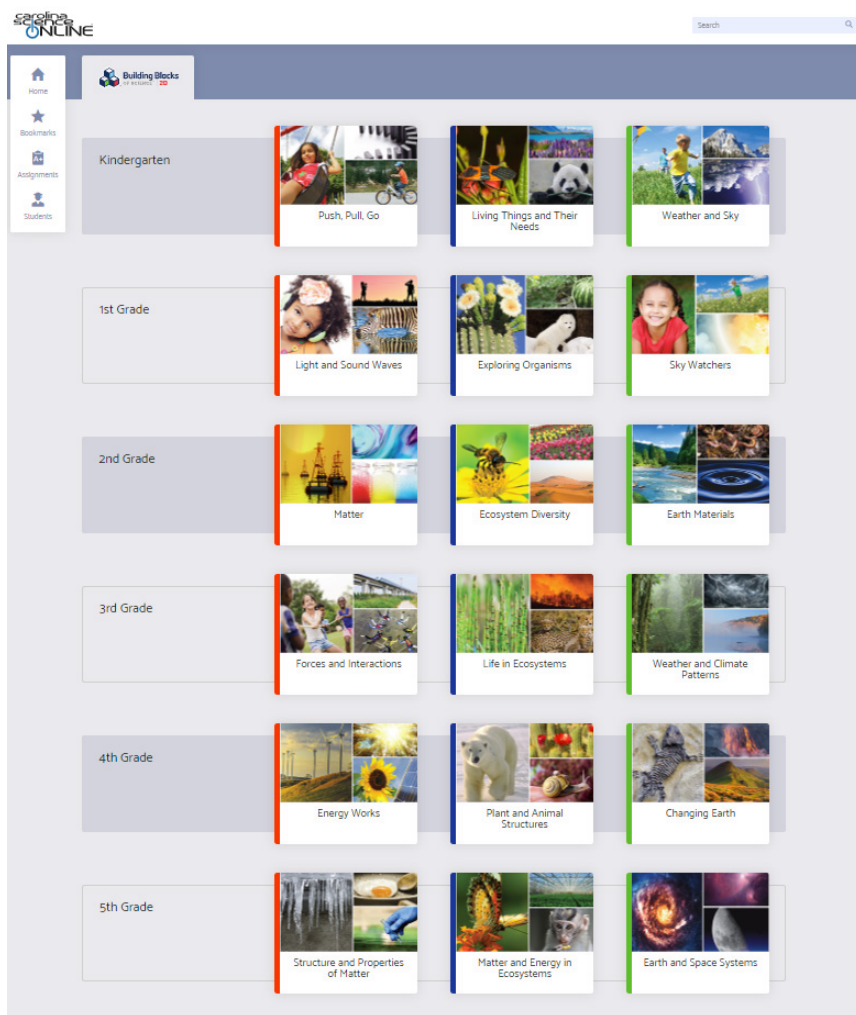 carolina
science
ONLINE
Search
Building Blocks
OF SCIENCE 3D
Home
Bookmarks
A+
Assignments
Students
Kindergarten
Push, Pull, Go
Living Things and Their
Needs
Weather and Sky
1st Grade
Light and Sound Waves
Exploring Organisms
Sky Watchers
2nd Grade
Matter
Ecosystem Diversity
Earth Materials
3rd Grade
Forces and Interactions
Life in Ecosystems
Weather and Climate
Patterns
4th Grade
Energy Works
Plant and Animal
Structures
Changing Earth
5th Grade
Structure and Properties
of Matter
Matter and Energy in
Ecosystems
Earth and Space Systems